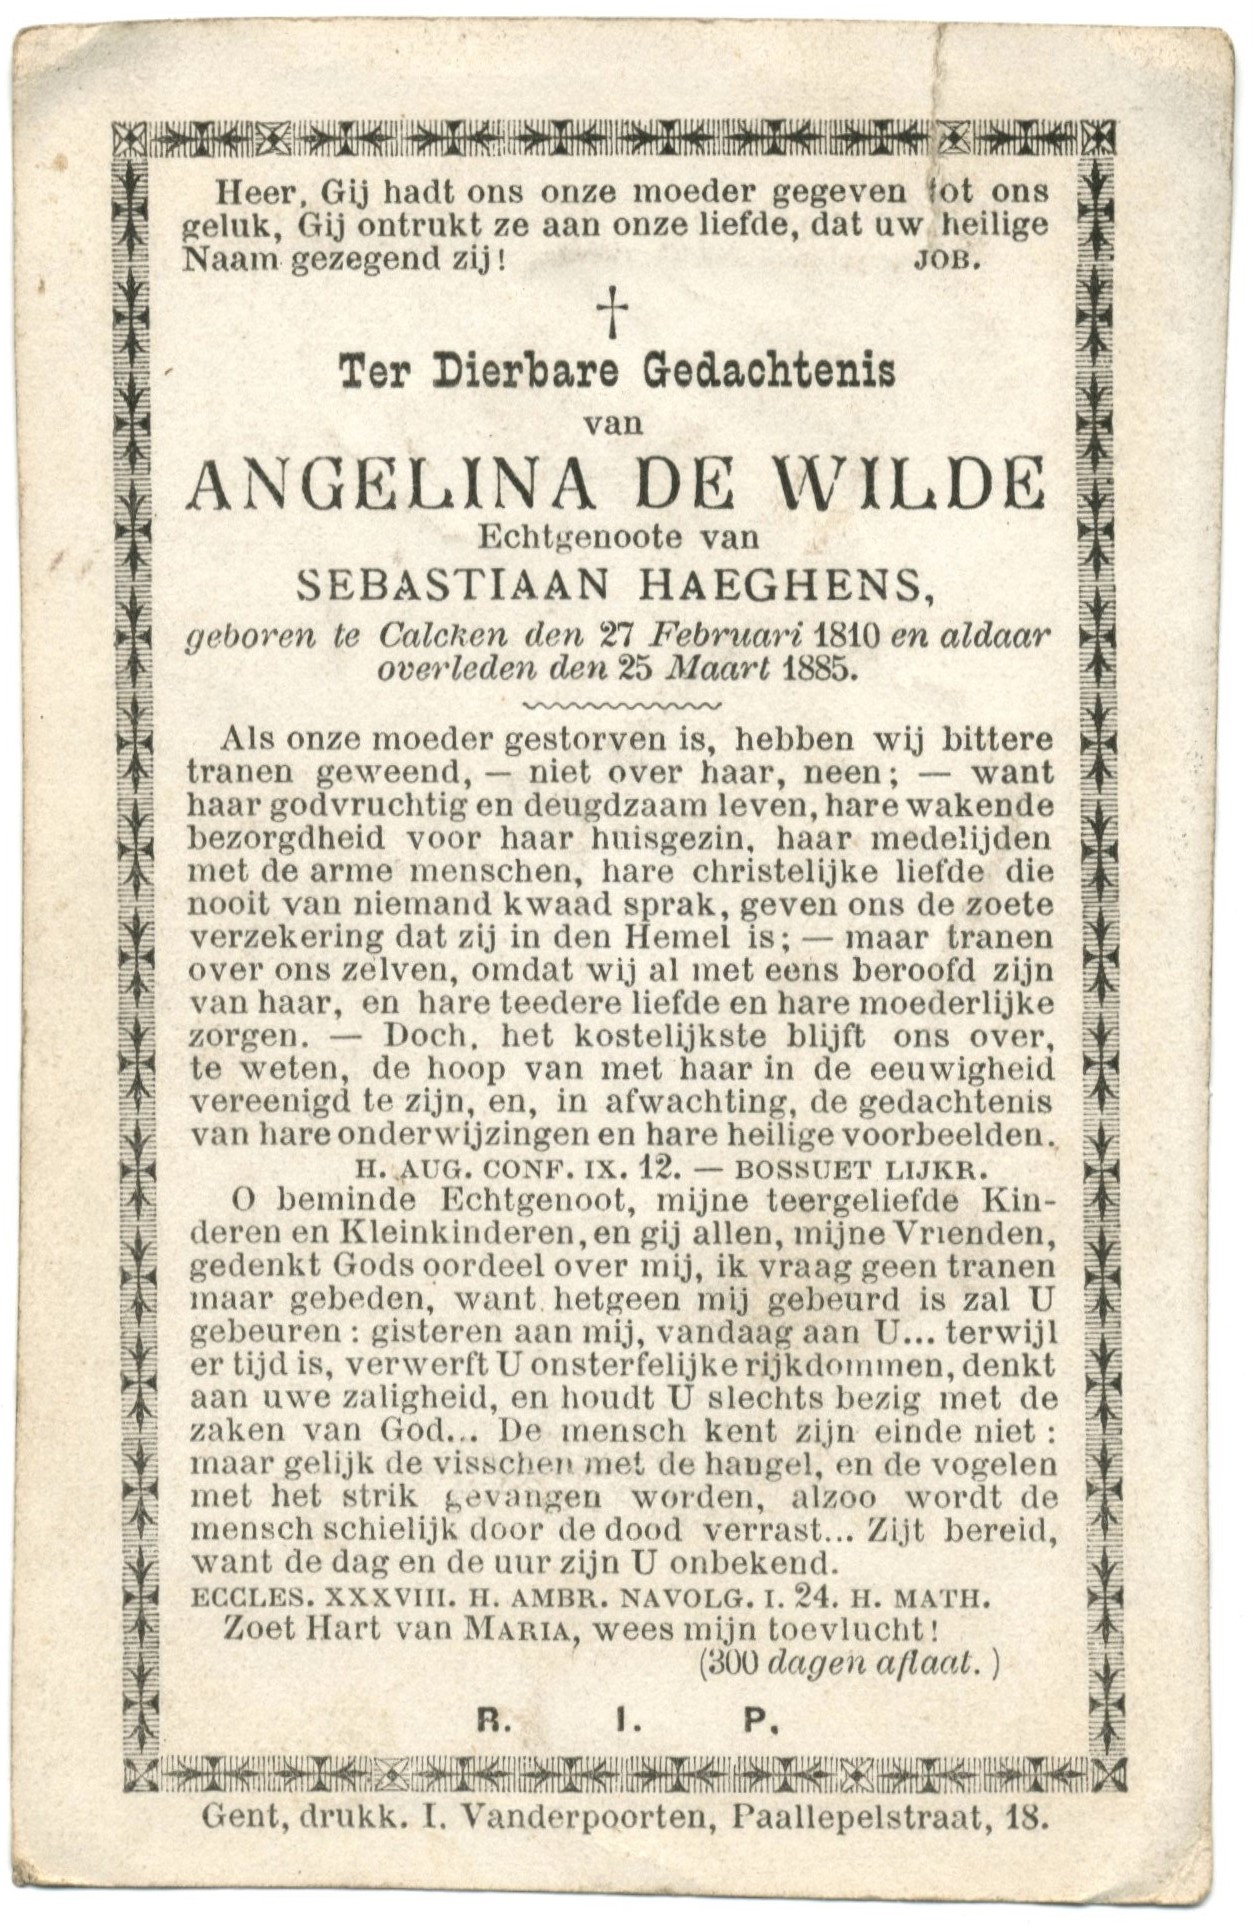 Heer, Gij hadt ons onze moeder gegeven tot ons
geluk, Gij ontrukt ze aan onze liefde, dat uw heilige
Naam gezegend zij! JOB.
†
Ter Dierbare Gedachtenis
van
ANGELINA DE WILDE
Echtgenoote van
SEBASTIAAN HAEGHENS,
geboren te Calcken den 27 Februari 1810 en aldaar
overleden den 25 Maart 1885.
Als onze moeder gestorven is, hebben wij bittere
tranen geweend, — niet over haar, neen; — want
haar godvruchtig en deugdzaam leven, hare wakende
bezorgdheid voor haar huisgezin, haar medelijden
met de arme menschen, hare christelijke liefde die
nooit van niemand kwaad sprak, geven ons de zoete
verzekering dat zij in den Hemel is; — maar tranen
over ons zelven, omdat wij al met eens beroofd zijn
van haar, en hare teedere liefde en hare moederlijke
zorgen. — Doch, het kostelijkste blijft ons over,
te weten, de hoop van met haar in de eeuwigheid
vereenigd te zijn, en, in afwachting, de gedachtenis
van hare onderwijzingen en hare heilige voorbeelden.
H. AUG. CONF. IX. 12. — BOSSUET LIJKR.
O beminde Echtgenoot, mijne teergeliefde Kin-
deren en Kleinkinderen, en gij allen, mijne Vrienden,
gedenkt Gods oordeel over mij, ik vraag geen tranen
maar gebeden, want hetgeen mij gebeurd is zal U
gebeuren : gisteren aan mij, vandaag aan U... terwijl
er tijd is, verwerft U onsterfelijke rijkdommen, denkt
aan uwe zaligheid, en houdt U slechts bezig met de
zaken van God... De mensch kent zijn einde niet :
maar gelijk de visschen met de hangel, en de vogelen
met het strik gevangen worden, alzoo wordt de
mensch schielijk door de dood verrast... Zijt bereid,
want de dag en de uur zijn U onbekend.
ECCLES. XXXVIII. H. AMBR. NAVOLG. I. 24. H. MATH.
Zoet Hart van MARIA, wees mijn toevlucht!
(300 dagen aflaat.)
R. I. P.
Gent, drukk. I. Vanderpoorten, Paallepelstraat, 18.